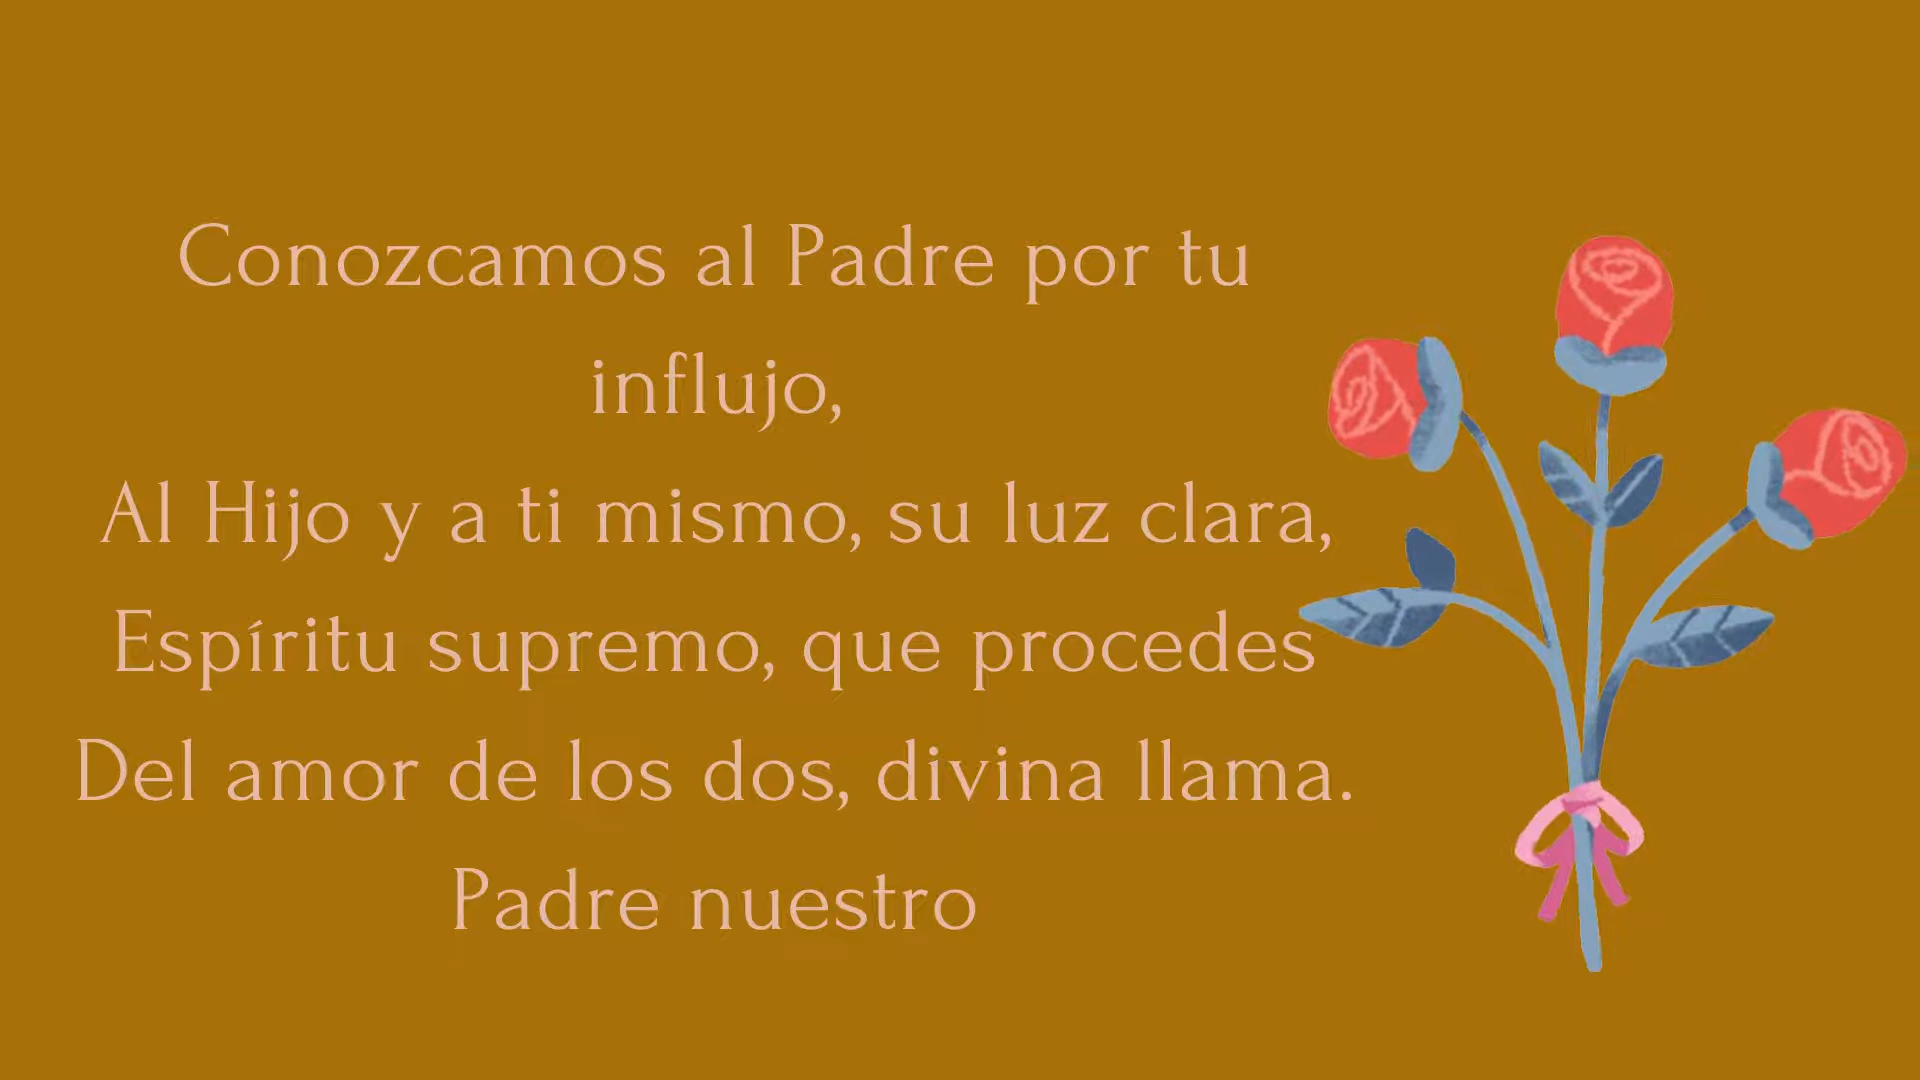 Conozcamos al Padre por tu
influjo,
Al Hijo y a ti mismo, su luz clara,
Espíritu supremo, que procedes
Del amor de los dos, divina llama.
Padre nuestro